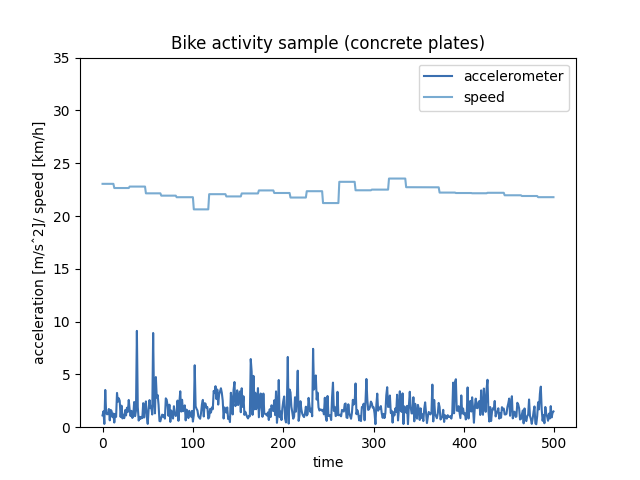 Bike activity sample (concrete plates)
accelerometer
speed
35
30
25
20
15
10
5
0
acceleration [m/s^2]/ speed [km/h]
0 100 200 300 400 500
time